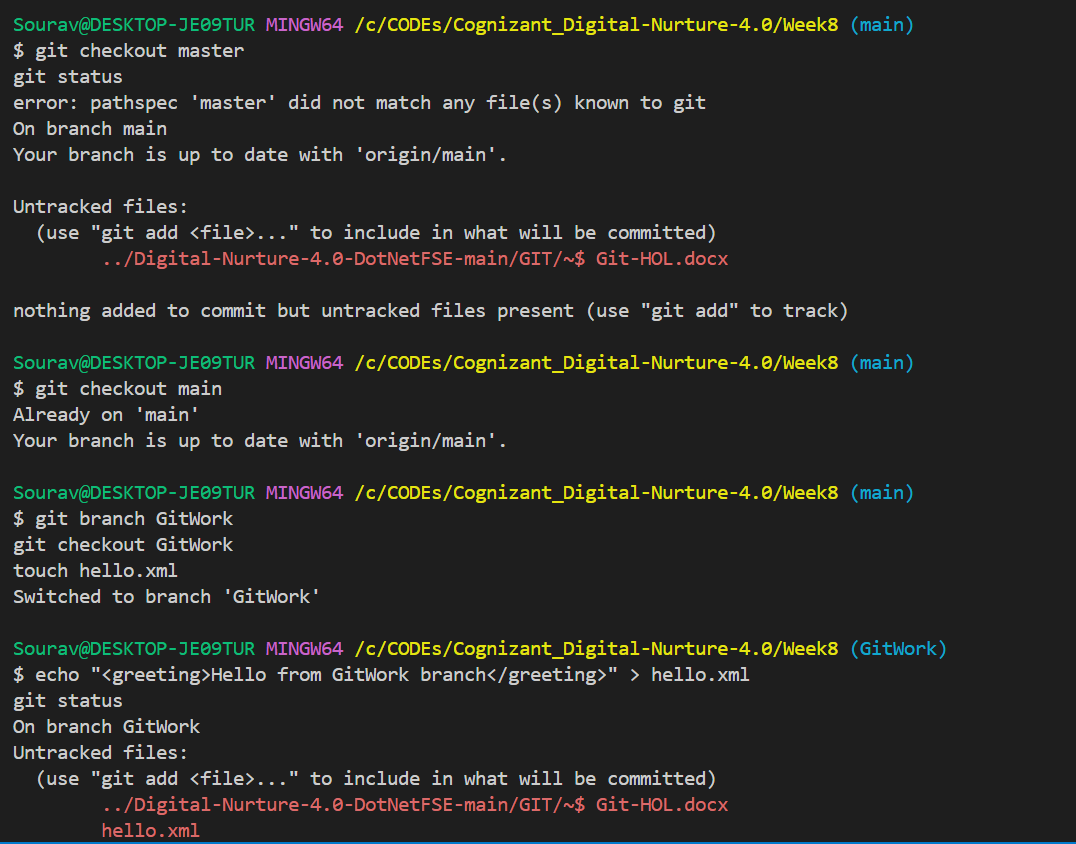 Sourav@DESKTOP-JE09TUR MINGW64 /c/CODEs/Cognizant_Digital-Nurture-4.0/Week8 (main)
$ git checkout master
git status
error: pathspec 'master' did not match any file(s) known to git
On branch main
Your branch is up to date with 'origin/main'.

Untracked files:
  (use "git add <file>..." to include in what will be committed)
        ../Digital-Nurture-4.0-DotNetFSE-main/GIT/~$ Git-HOL.docx

nothing added to commit but untracked files present (use "git add" to track)

Sourav@DESKTOP-JE09TUR MINGW64 /c/CODEs/Cognizant_Digital-Nurture-4.0/Week8 (main)
$ git checkout main
Already on 'main'
Your branch is up to date with 'origin/main'.

Sourav@DESKTOP-JE09TUR MINGW64 /c/CODEs/Cognizant_Digital-Nurture-4.0/Week8 (main)
$ git branch GitWork
git checkout GitWork
touch hello.xml
Switched to branch 'GitWork'

Sourav@DESKTOP-JE09TUR MINGW64 /c/CODEs/Cognizant_Digital-Nurture-4.0/Week8 (GitWork)
$ echo "<greeting>Hello from GitWork branch</greeting>" > hello.xml
git status
On branch GitWork
Untracked files:
  (use "git add <file>..." to include in what will be committed)
        ../Digital-Nurture-4.0-DotNetFSE-main/GIT/~$ Git-HOL.docx
        hello.xml